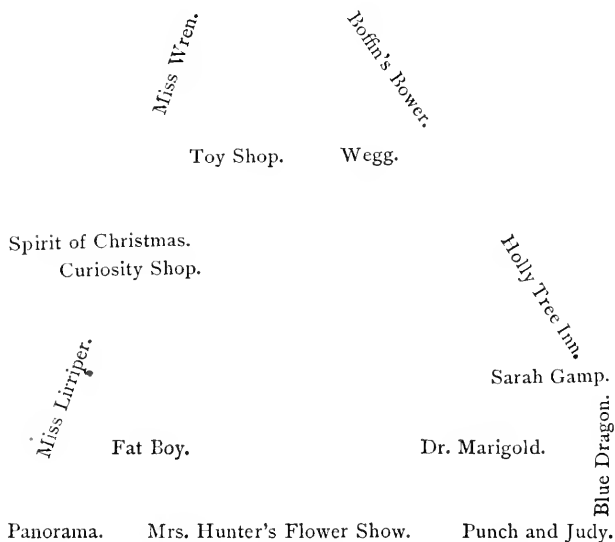 Miss Wren.
Boffin's Bower.
Toy Shop.
Wegg.
Spirit of Christmas.
Curiosity Shop.
Holly Tree Inn.
Miss Lirriper.
Sarah Gamp.
Blue Dragon.
Fat Boy.
Dr. Marigold.
Panorama.
Mrs. Hunter's Flower Show.
Punch and Judy.